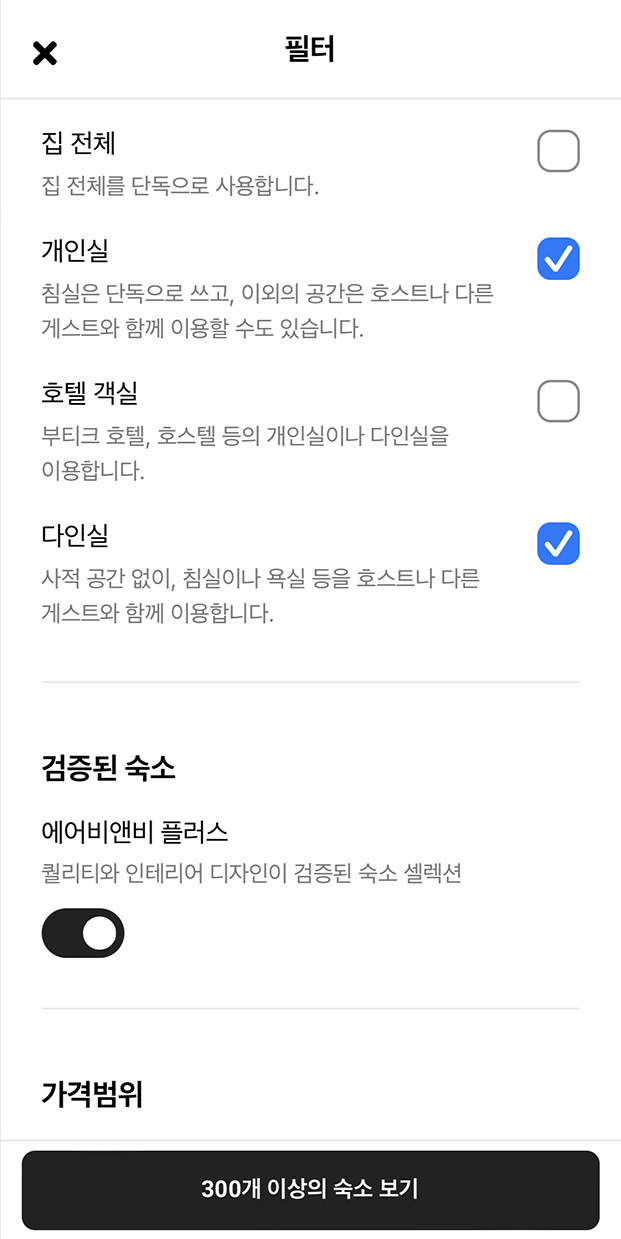 필터
집 전체
집 전체를 단독으로 사용합니다.
개인실
침실은 단독으로 쓰고, 이외의 공간은 호스트나 다른
게스트와 함께 이용할 수도 있습니다.
호텔 객실
부티크 호텔, 호스텔 등의 개인실이나 다인실을
이용합니다.
다인실
사적 공간 없이, 침실이나 욕실 등을 호스트나 다른
게스트와 함께 이용합니다.
검증된 숙소
에어비앤비 플러스
퀄리티와 인테리어 디자인이 검증된 숙소 셀렉션
가격범위
300개 이상의 숙소 보기